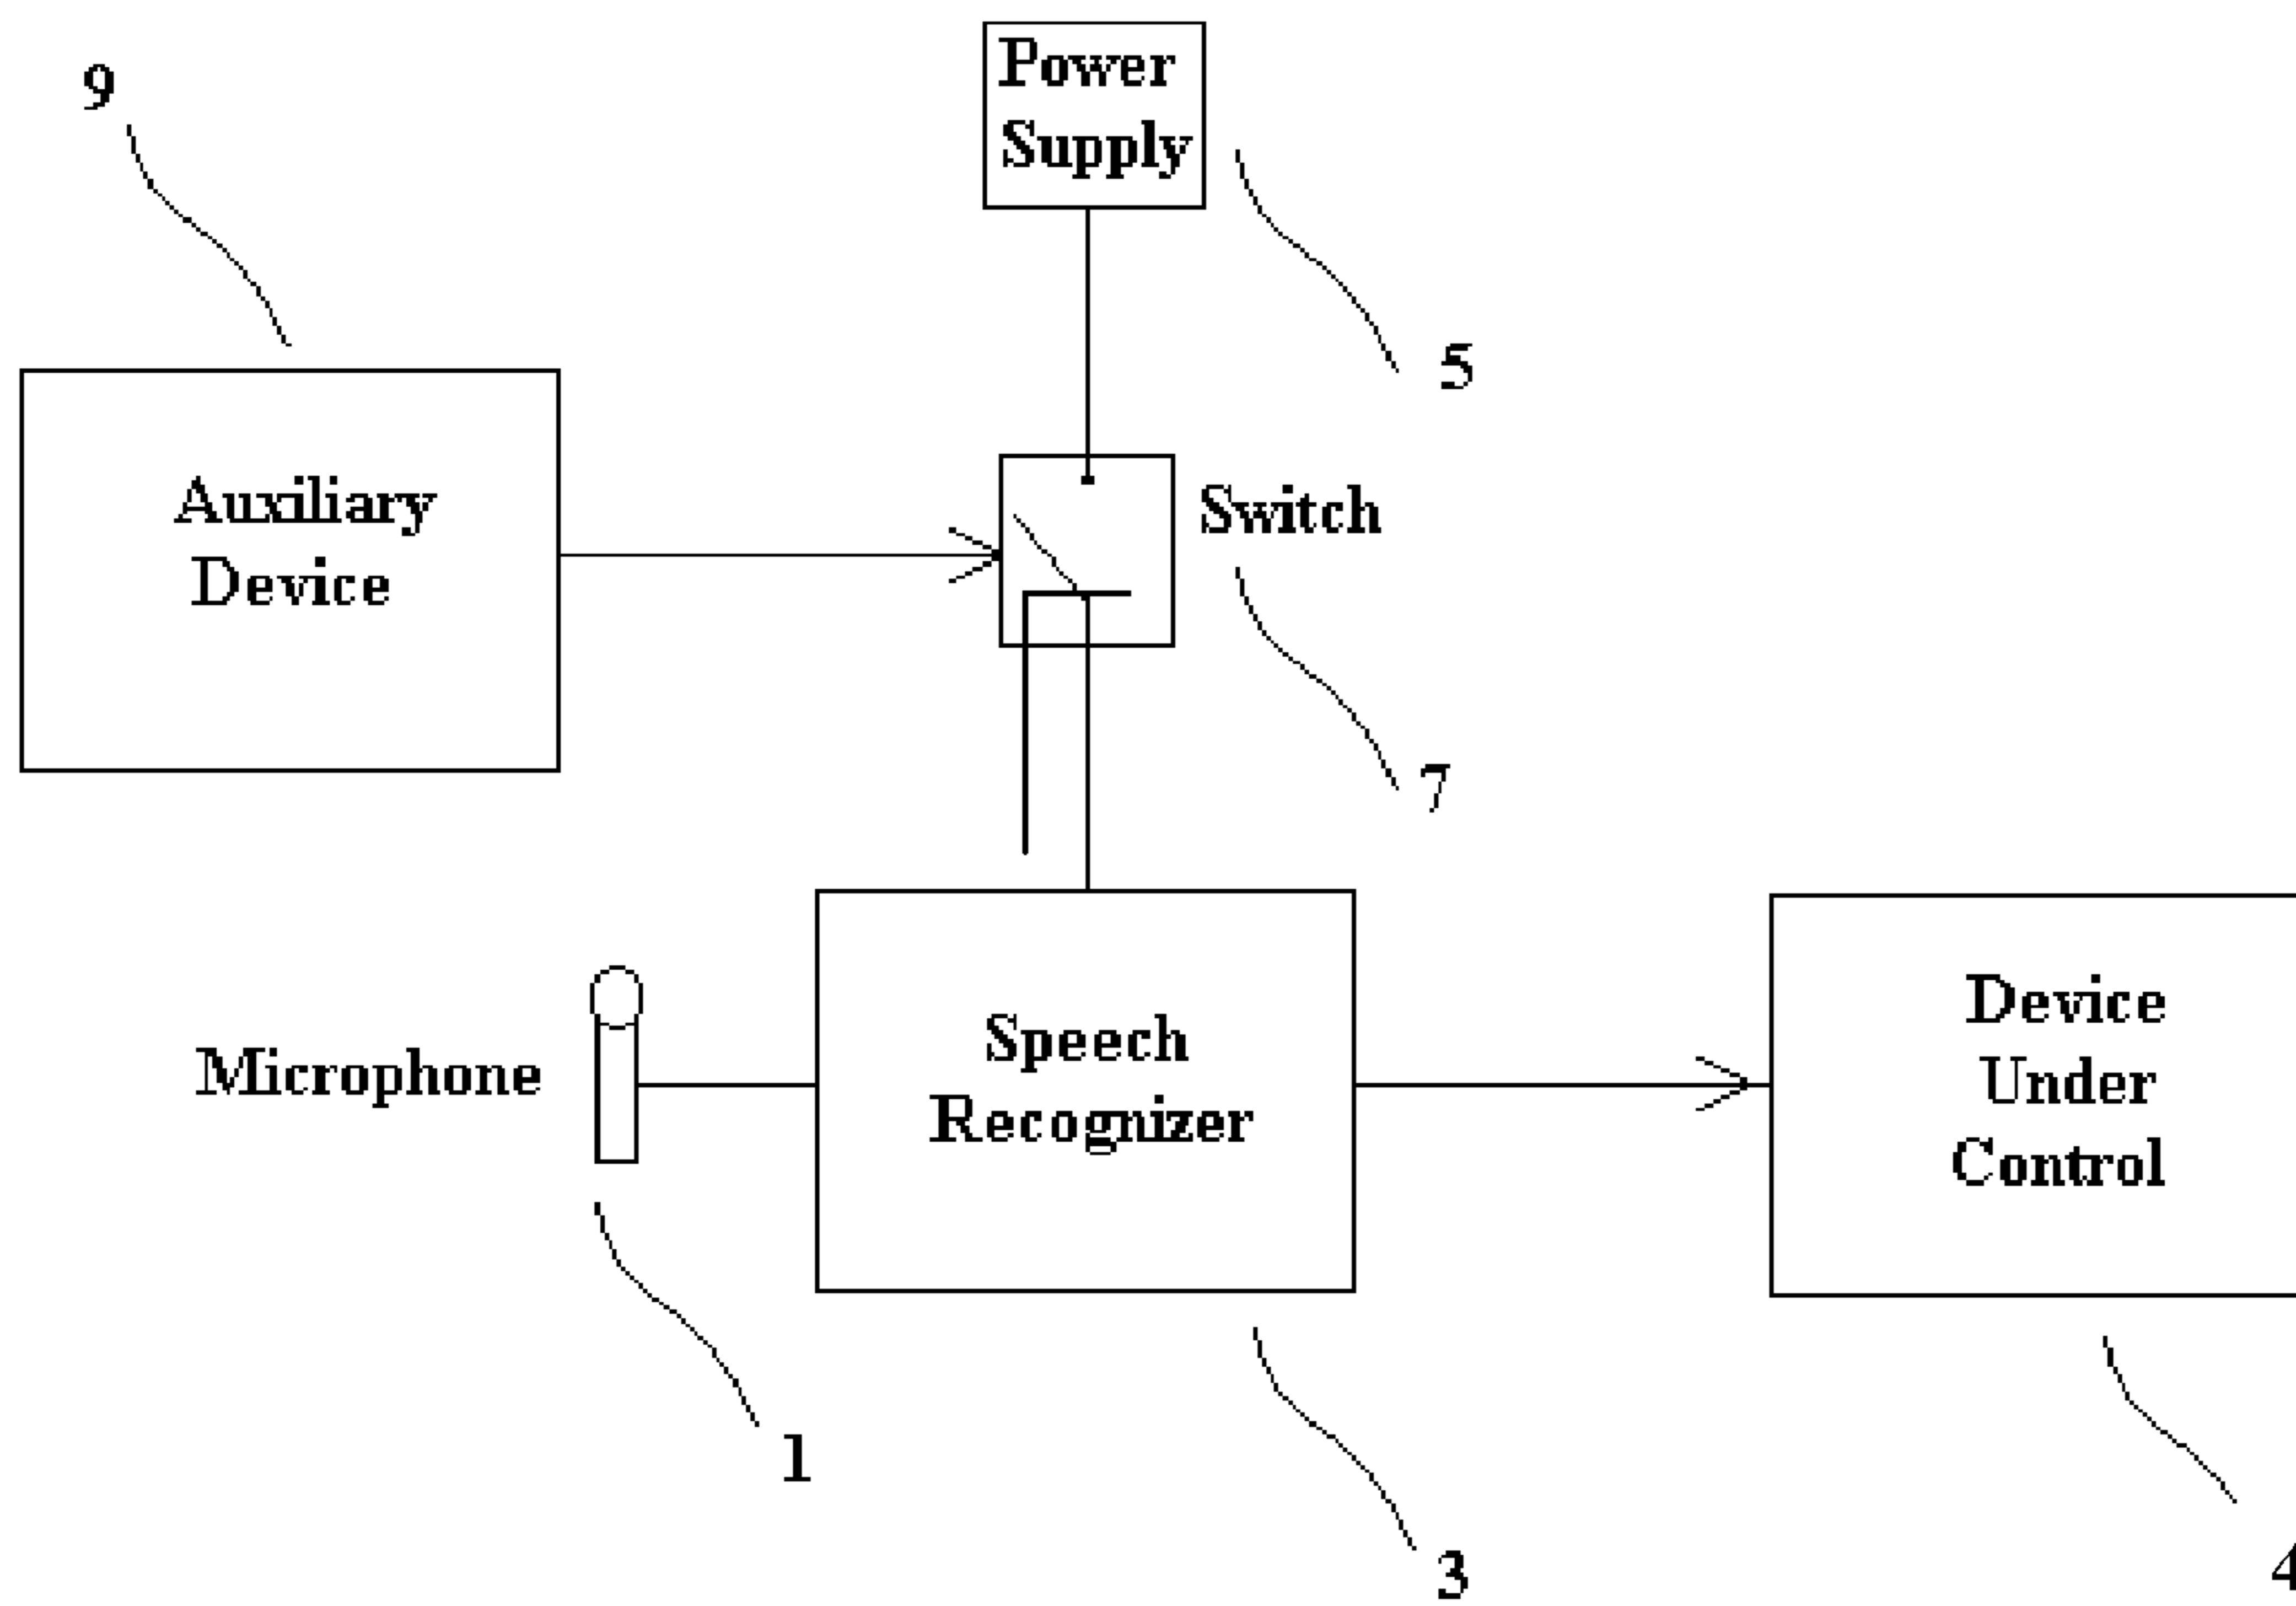 9
Power
Supply
5
Auxiliary
Device
Switch
7
Microphone
Speech
Recognizer
Device
Under
Control
1
3
4